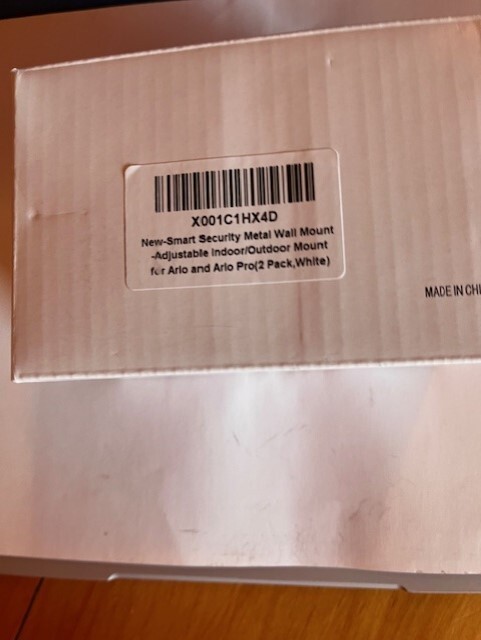 X001C1HX4D
New-Smart Security Metal Wall Mount
-Adjustable Indoor/Outdoor Mount
for Arlo and Arlo Pro(2 Pack,White)
MADE IN CHI